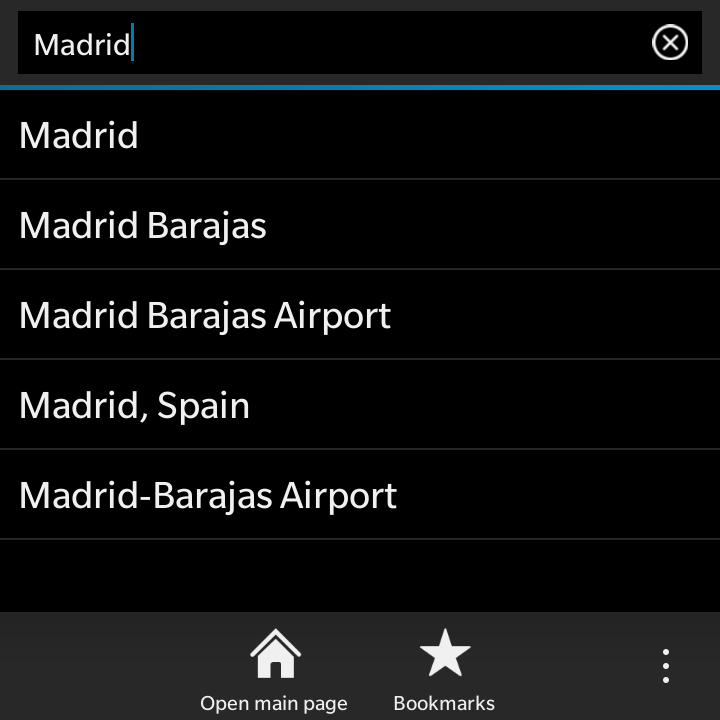 Madrid
Madrid
Madrid Barajas
Madrid Barajas Airport
Madrid, Spain
Madrid-Barajas Airport
Open main page
Bookmarks